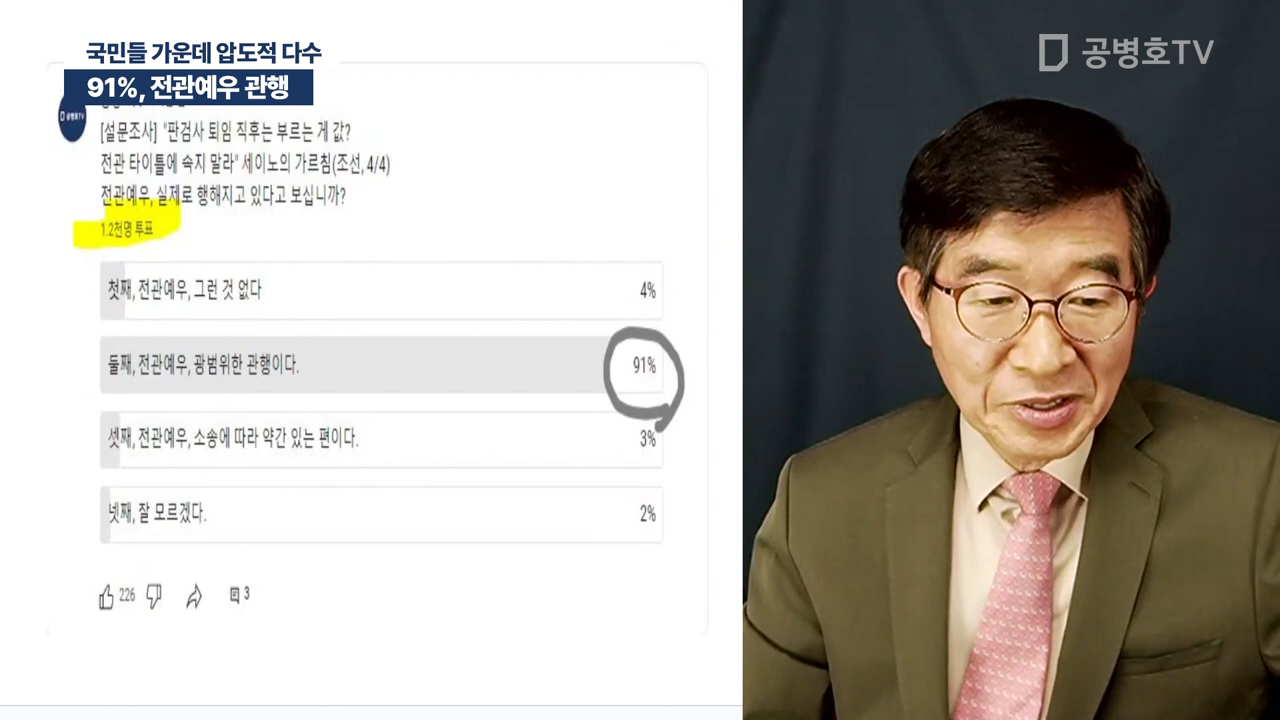 국민들 가운데 압도적 다수
91%, 전관예우 관행
공병호TV
공병호TV
[설문조사] "판검사 퇴임 직후는 부르는 게 값?
전관 타이틀에 속지 말라" 세이노의 가르침(조선, 4/4)
전관예우, 실제로 행해지고 있다고 보십니까?
1.2천명 투표
첫째, 전관예우, 그런 것 없다 4%
둘째, 전관예우, 광범위한 관행이다. 91%
셋째, 전관예우, 소송에 따라 약간 있는 편이다. 3%
넷째, 잘 모르겠다. 2%
226 3